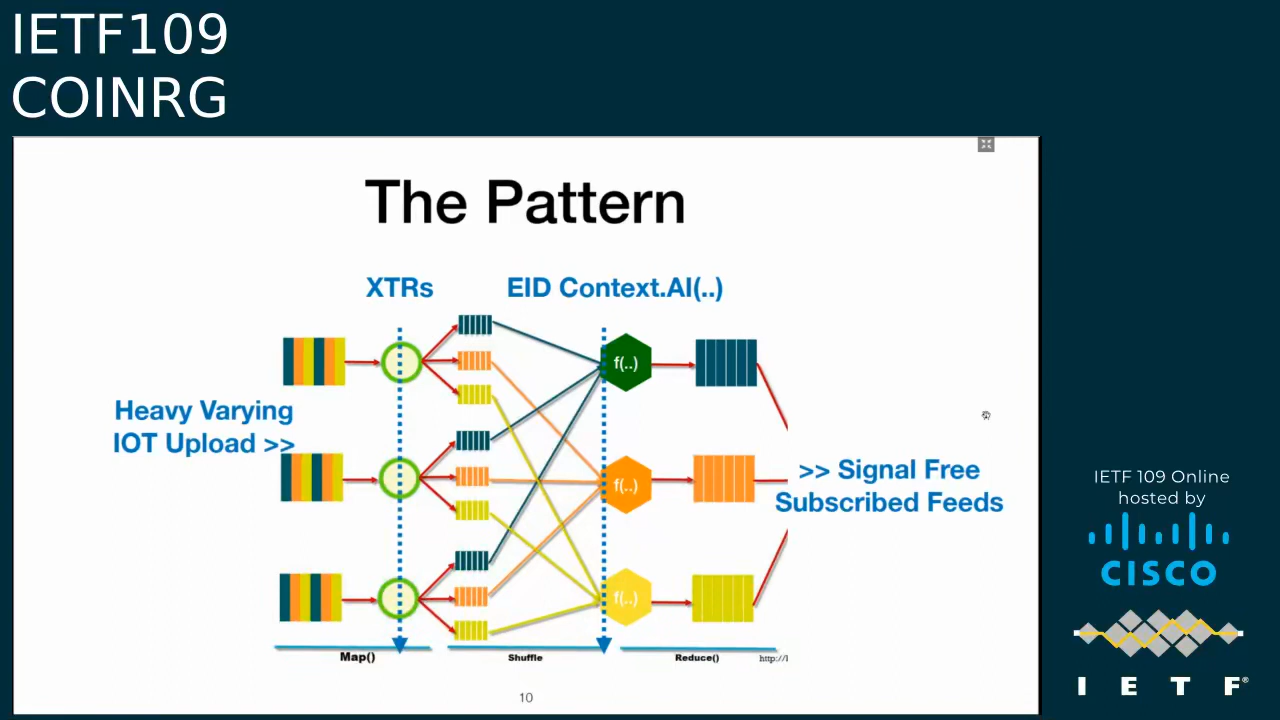 IETF109
COINRG
The Pattern
XTRs
EID Context.AI(..)
f(..)
Heavy Varying
IOT Upload >>
f(..)
>> Signal Free
Subscribed Feeds
f(..)
Map()
Shuffle
Reduce()
http://
10
IETF 109 Online
hosted by
CISCO
I E T F®